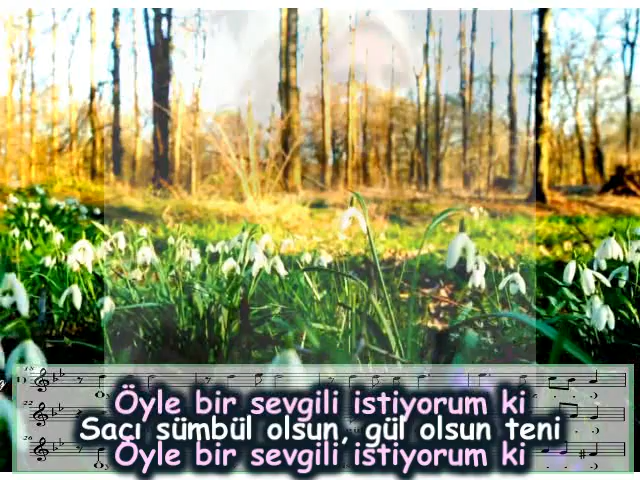 Öyle bir sevgili istiyorum ki
Saçı sümbül olsun, gül olsun teni
Öyle bir sevgili istiyorum ki